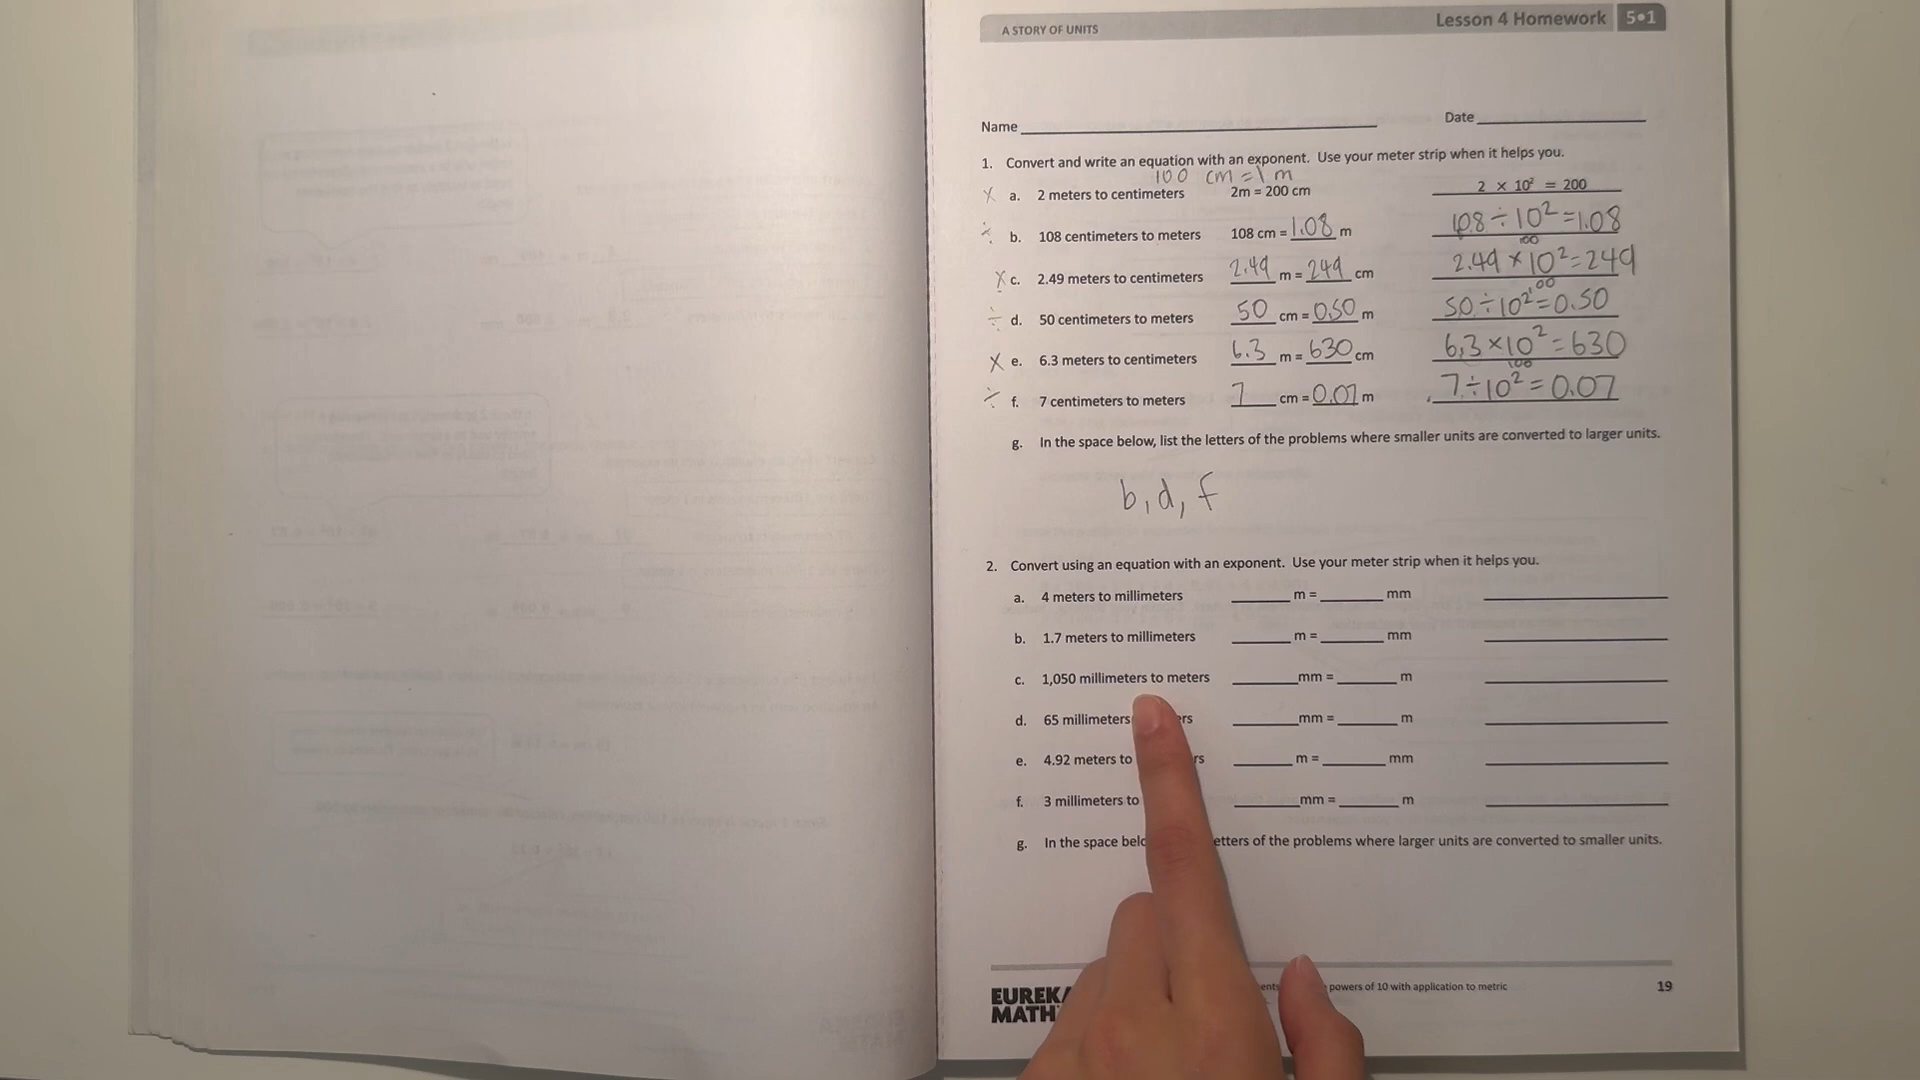 A STORY OF UNITS
Lesson 4 Homework 5•1
Name
Date
1. Convert and write an equation with an exponent. Use your meter strip when it helps you.
100 cm = 1 m
X a. 2 meters to centimeters 2m = 200 cm 2 × 10² = 200
÷ b. 108 centimeters to meters 108 cm = 1.08 m 108 ÷ 10² = 1.08
100
X c. 2.49 meters to centimeters 2.49 m = 249 cm 2.49 × 10² = 249
100
÷ d. 50 centimeters to meters 50 cm = 0.50 m 50 ÷ 10² = 0.50
X e. 6.3 meters to centimeters 6.3 m = 630 cm 6.3 × 10² = 630
100
÷ f. 7 centimeters to meters 7 cm = 0.07 m 7 ÷ 10² = 0.07
g. In the space below, list the letters of the problems where smaller units are converted to larger units.
b, d, f
2. Convert using an equation with an exponent. Use your meter strip when it helps you.
a. 4 meters to millimeters m = mm
b. 1.7 meters to millimeters m = mm
c. 1,050 millimeters to meters mm = m
d. 65 millimeters mm = m
e. 4.92 meters to m = mm
f. 3 millimeters to mm = m
g. In the space letters of the problems where larger units are converted to smaller units.
EUREKA
MATH
powers of 10 with application to metric
19